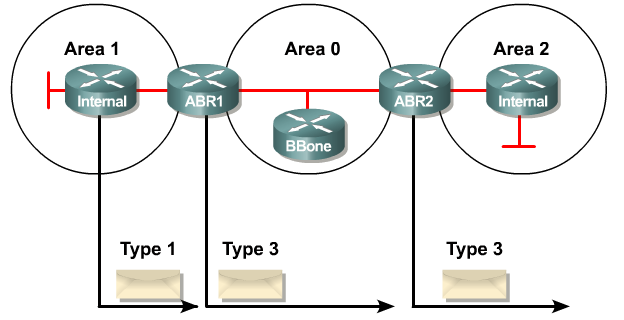 Area 1
Area 0
Area 2
Internal
ABR1
ABR2
Internal
BBone
Type 1
Type 3
Type 3